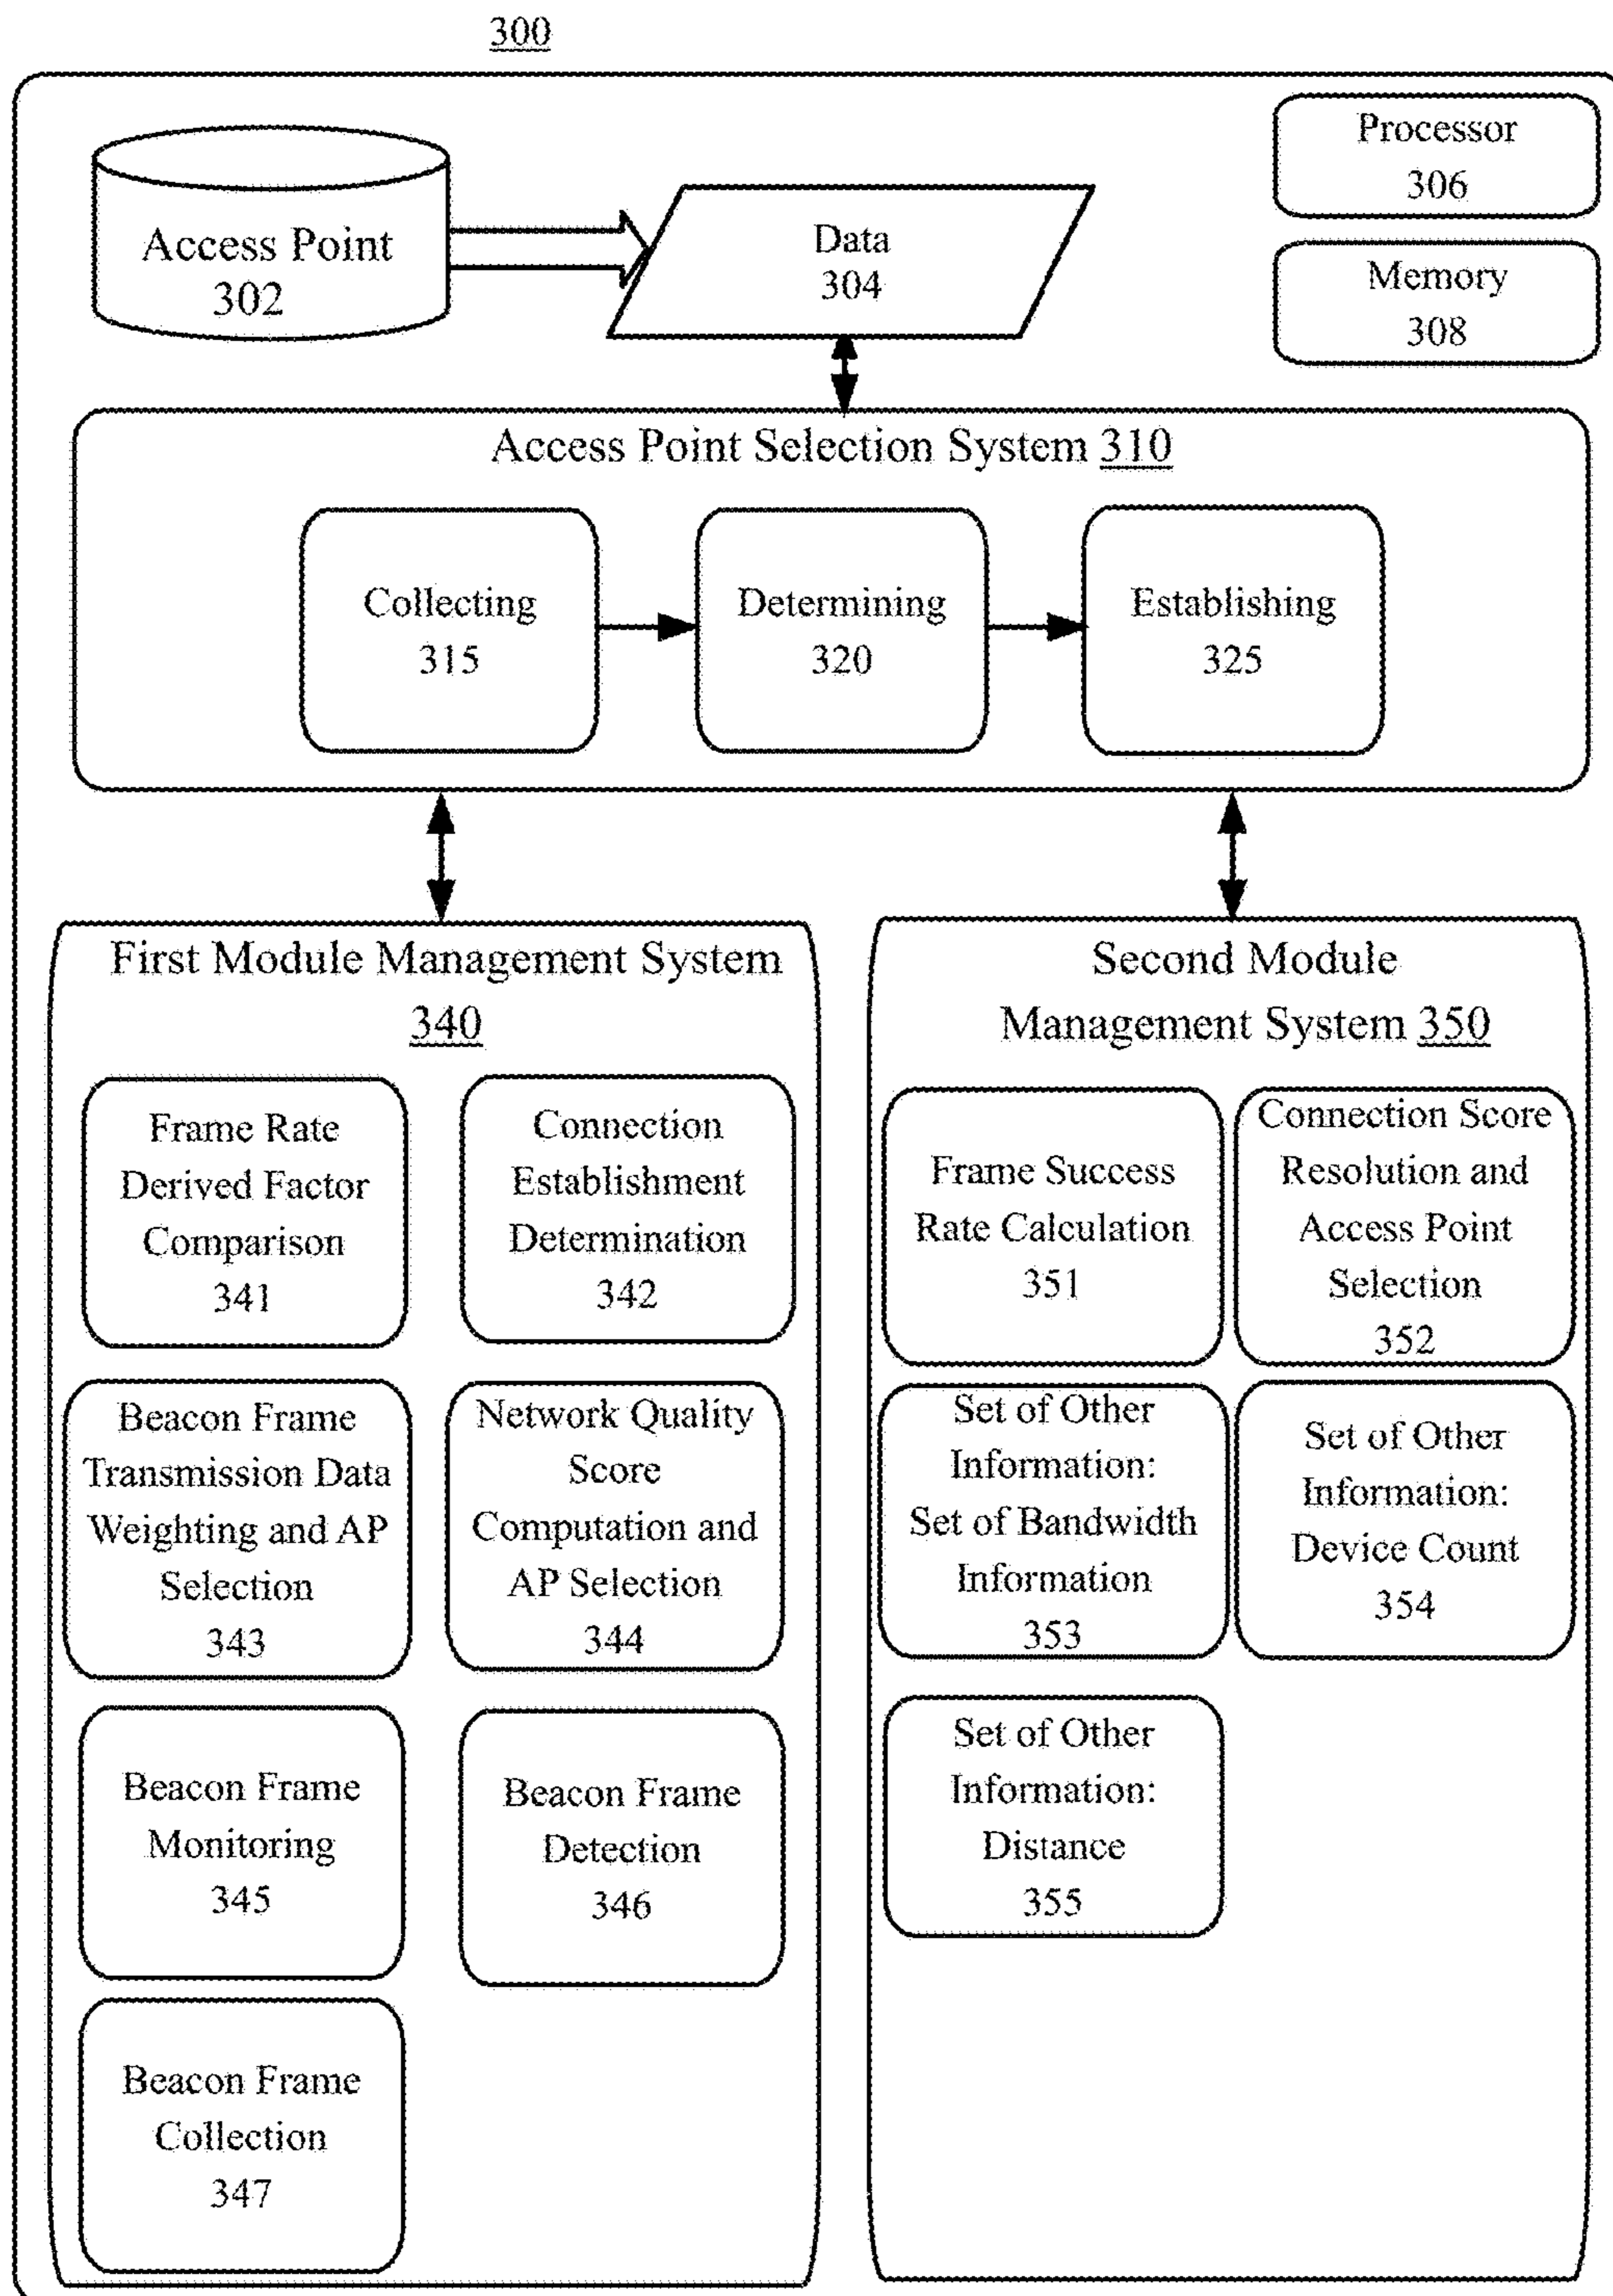 300
Access Point
302
Data
304
Processor
306
Memory
308
Access Point Selection System 310
Collecting
315
Determining
320
Establishing
325
First Module Management System
340
Frame Rate
Derived Factor
Comparison
341
Connection
Establishment
Determination
342
Beacon Frame
Transmission Data
Weighting and AP
Selection
343
Network Quality
Score
Computation and
AP Selection
344
Beacon Frame
Monitoring
345
Beacon Frame
Detection
346
Beacon Frame
Collection
347
Second Module
Management System 350
Frame Success
Rate Calculation
351
Connection Score
Resolution and
Access Point
Selection
352
Set of Other
Information:
Set of Bandwidth
Information
353
Set of Other
Information:
Device Count
354
Set of Other
Information:
Distance
355